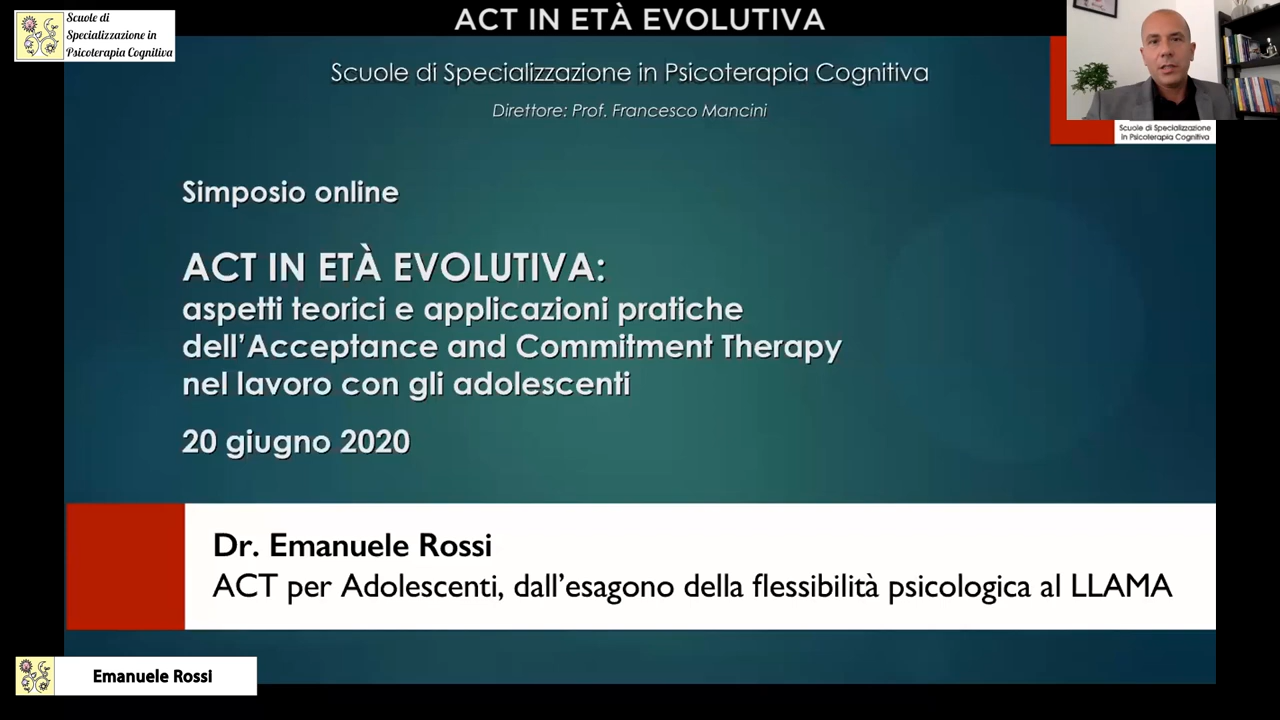 ACT IN ETÀ EVOLUTIVA
Scuole di
Specializzazione in
Psicoterapia Cognitiva
Scuole di Specializzazione in Psicoterapia Cognitiva
Direttore: Prof. Francesco Mancini
Scuole di Specializzazione
in Psicoterapia Cognitiva
Simposio online
ACT IN ETÀ EVOLUTIVA:
aspetti teorici e applicazioni pratiche
dell’Acceptance and Commitment Therapy
nel lavoro con gli adolescenti
20 giugno 2020
Dr. Emanuele Rossi
ACT per Adolescenti, dall’esagono della flessibilità psicologica al LLAMA
Emanuele Rossi